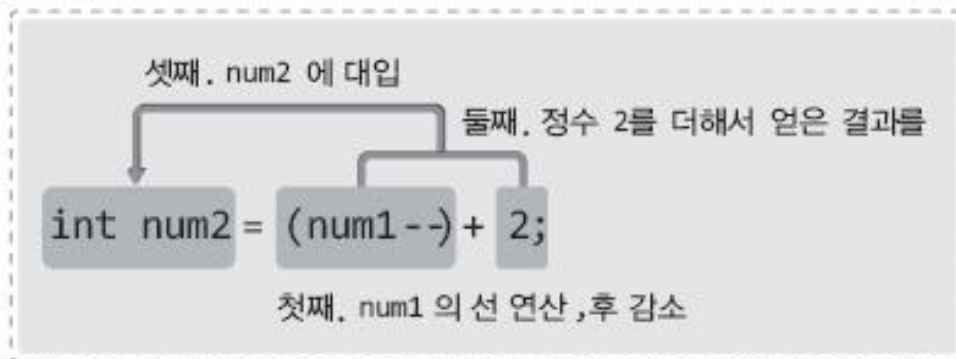 셋째. num2 에 대입
둘째. 정수 2를 더해서 얻은 결과를
int num2 = (num1--) + 2;
첫째. num1 의 선 연산 ,후 감소